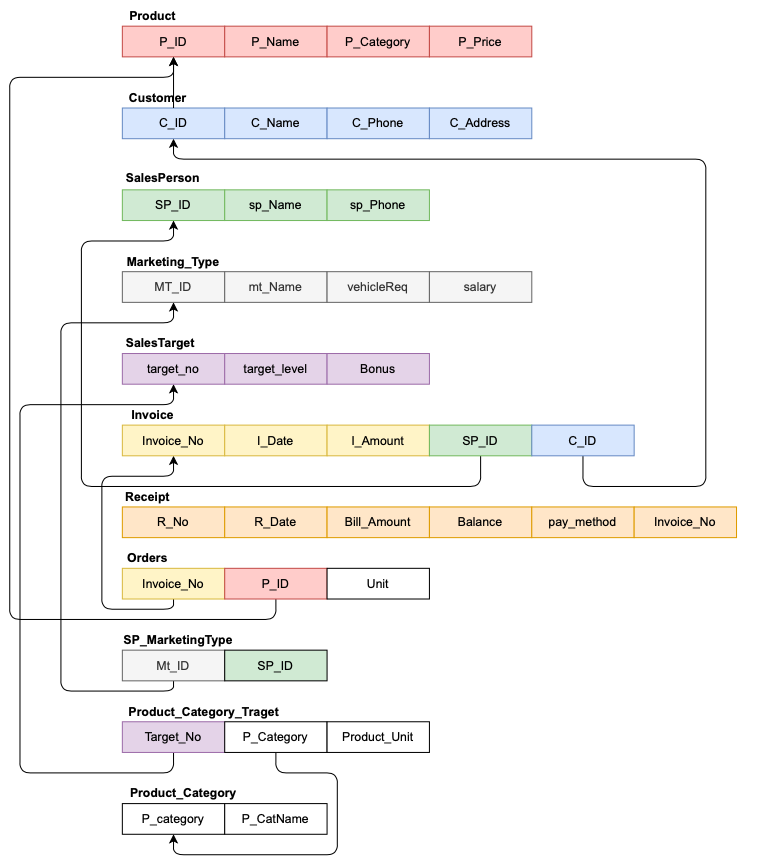 Product
P_ID P_Name P_Category P_Price
Customer
C_ID C_Name C_Phone C_Address
SalesPerson
SP_ID sp_Name sp_Phone
Marketing_Type
MT_ID mt_Name vehicleReq salary
SalesTarget
target_no target_level Bonus
Invoice
Invoice_No I_Date I_Amount SP_ID C_ID
Receipt
R_No R_Date Bill_Amount Balance pay_method Invoice_No
Orders
Invoice_No P_ID Unit
SP_MarketingType
Mt_ID SP_ID
Product_Category_Traget
Target_No P_Category Product_Unit
Product_Category
P_category P_CatName